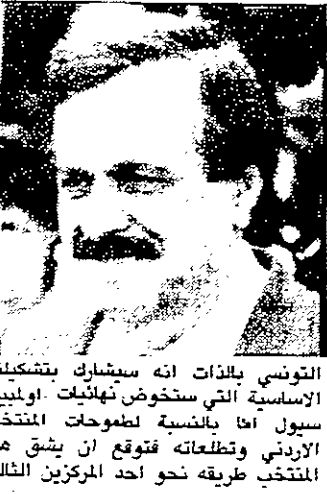 التونسي بالذات انه سيشارك بتشكيلة
الاساسية التي ستخوض نهائيات اولمبي
سيول اما بالنسبة لطموحات المنتخ
الاردني وتطلعاته فتوقع ان يشق ه
المنتخب طريقه نحو احد المركزين الثال